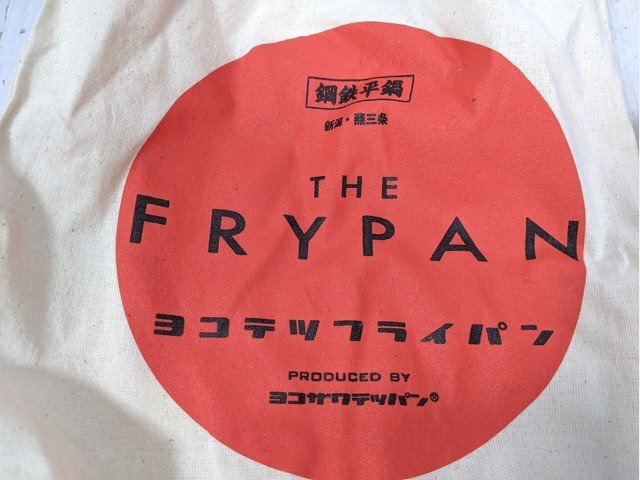 鋼鉄平鍋
新潟・燕三条
THE
FRYPAN
ヨコテツフライパン
PRODUCED BY
ヨコザワテッパン®